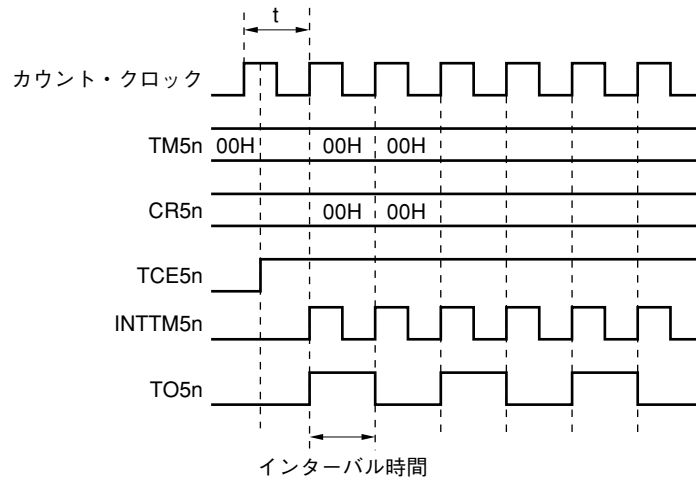 t
カウント・クロック
TM5n 00H 00H 00H
CR5n 00H 00H
TCE5n
INTTM5n
TO5n
インターバル時間